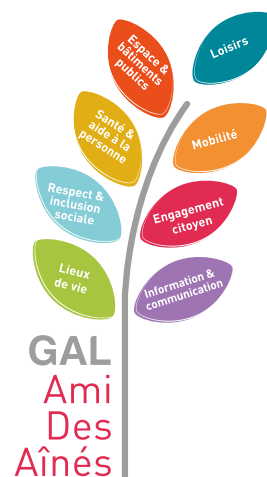 Espace &
bâtiments
publics
Loisirs
Santé &
aide à la
personne
Mobilité
Respect &
inclusion
sociale
Engagement
citoyen
Lieux
de vie
Information &
communication
GAL
Ami
Des
Aînés